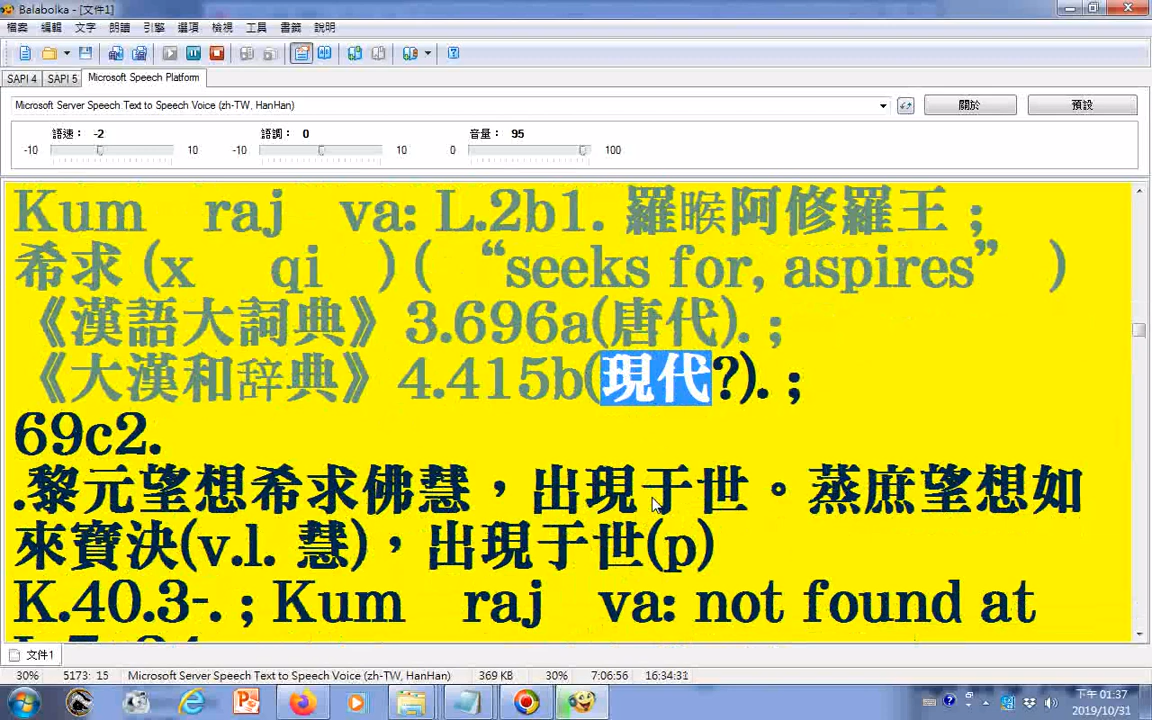 Balabolka - [文件1]
檔案 編輯 文字 朗讀 引擎 選項 檢視 工具 書籤 說明
SAPI 4 SAPI 5 Microsoft Speech Platform
Microsoft Server Speech Text to Speech Voice (zh-TW, HanHan) 關於 預設
語速： -2 語調： 0 音量： 95
-10 10 -10 10 0 100
Kum raj va: L.2b1. 羅睺阿修羅王；
希求 (x qi )( “seeks for, aspires” )
《漢語大詞典》 3.696a(唐代).；
《大漢和辞典》 4.415b(現代?).；
69c2.
.黎元望想希求佛慧，出現于世。蒸庶望想如
來寶決(v.l. 慧)，出現于世(p)
K.40.3-.；Kum raj va: not found at
文件1
30% 5173: 15 Microsoft Server Speech Text to Speech Voice (zh-TW, HanHan) 369 KB 30% 7:06:56 16:34:31
下午 01:37
2019/10/31